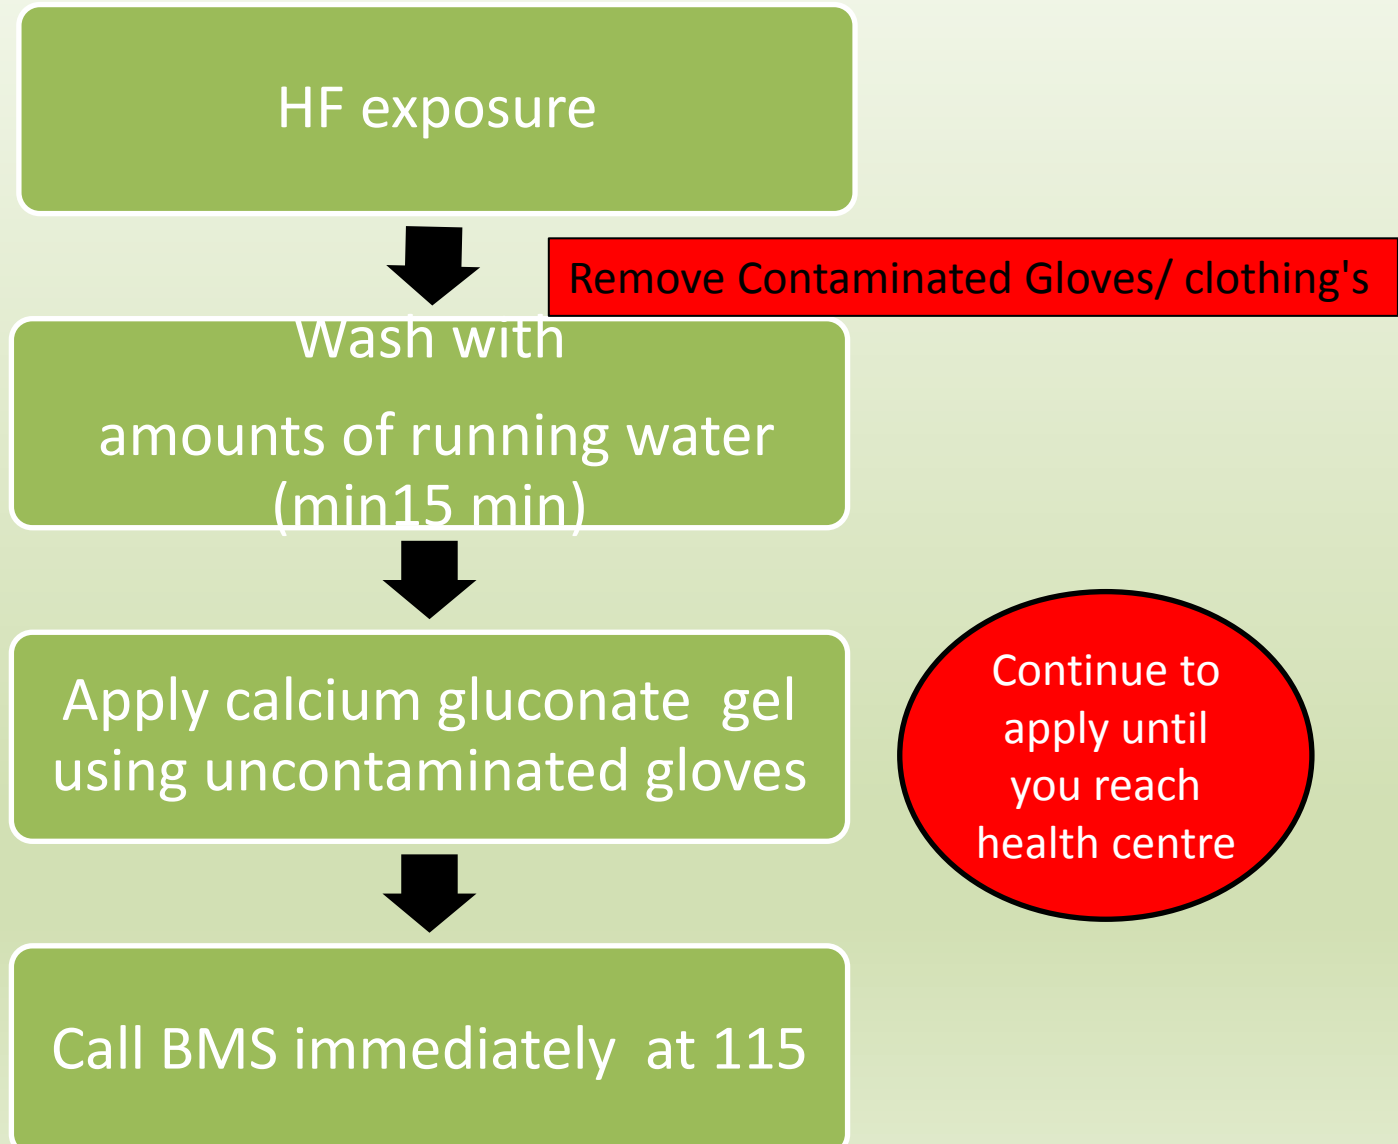 HF exposure
Remove Contaminated Gloves/ clothing's
Wash with
amounts of running water
(min15 min)
Apply calcium gluconate  gel
using uncontaminated gloves
Continue to
apply until
you reach
health centre
Call BMS immediately  at 115